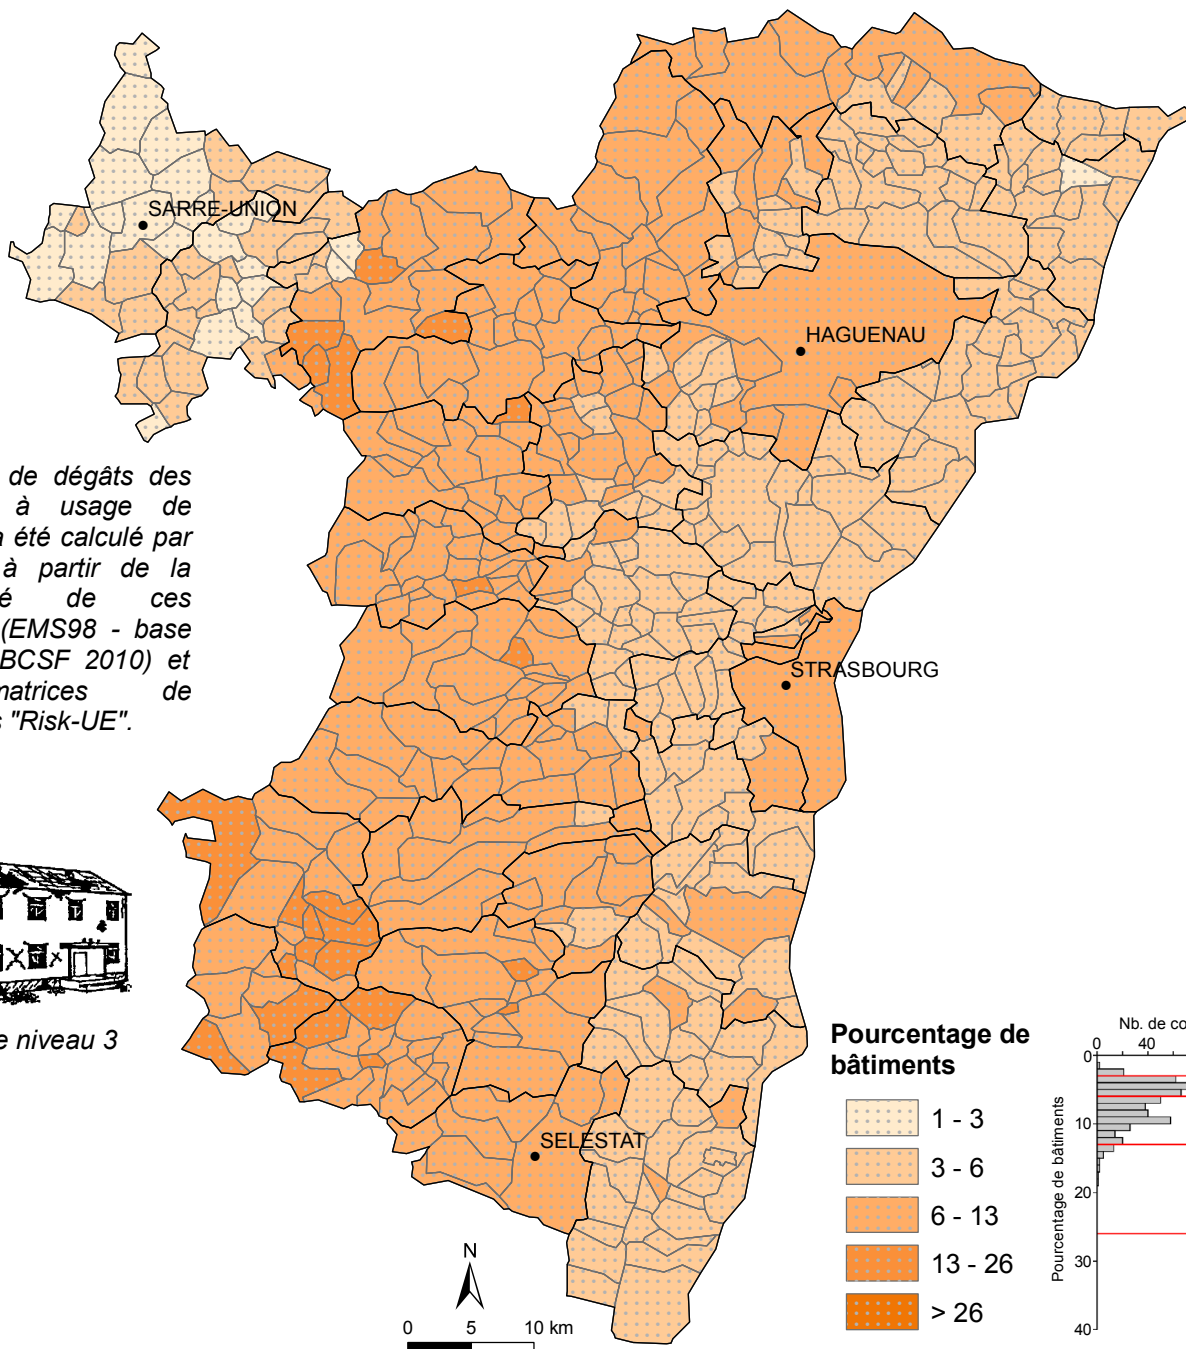 SARRE-UNION
HAGUENAU
de dégâts des
à usage de
a été calculé par
à partir de la
é de ces
(EMS98 - base
BCSF 2010) et
matrices de
s "Risk-UE".
STRASBOURG
e niveau 3
SELESTAT
N
0 5 10 km
Pourcentage de
bâtiments
1 - 3
3 - 6
6 - 13
13 - 26
> 26
Nb. de co
0 40
0
10
20
30
40
Pourcentage de bâtiments